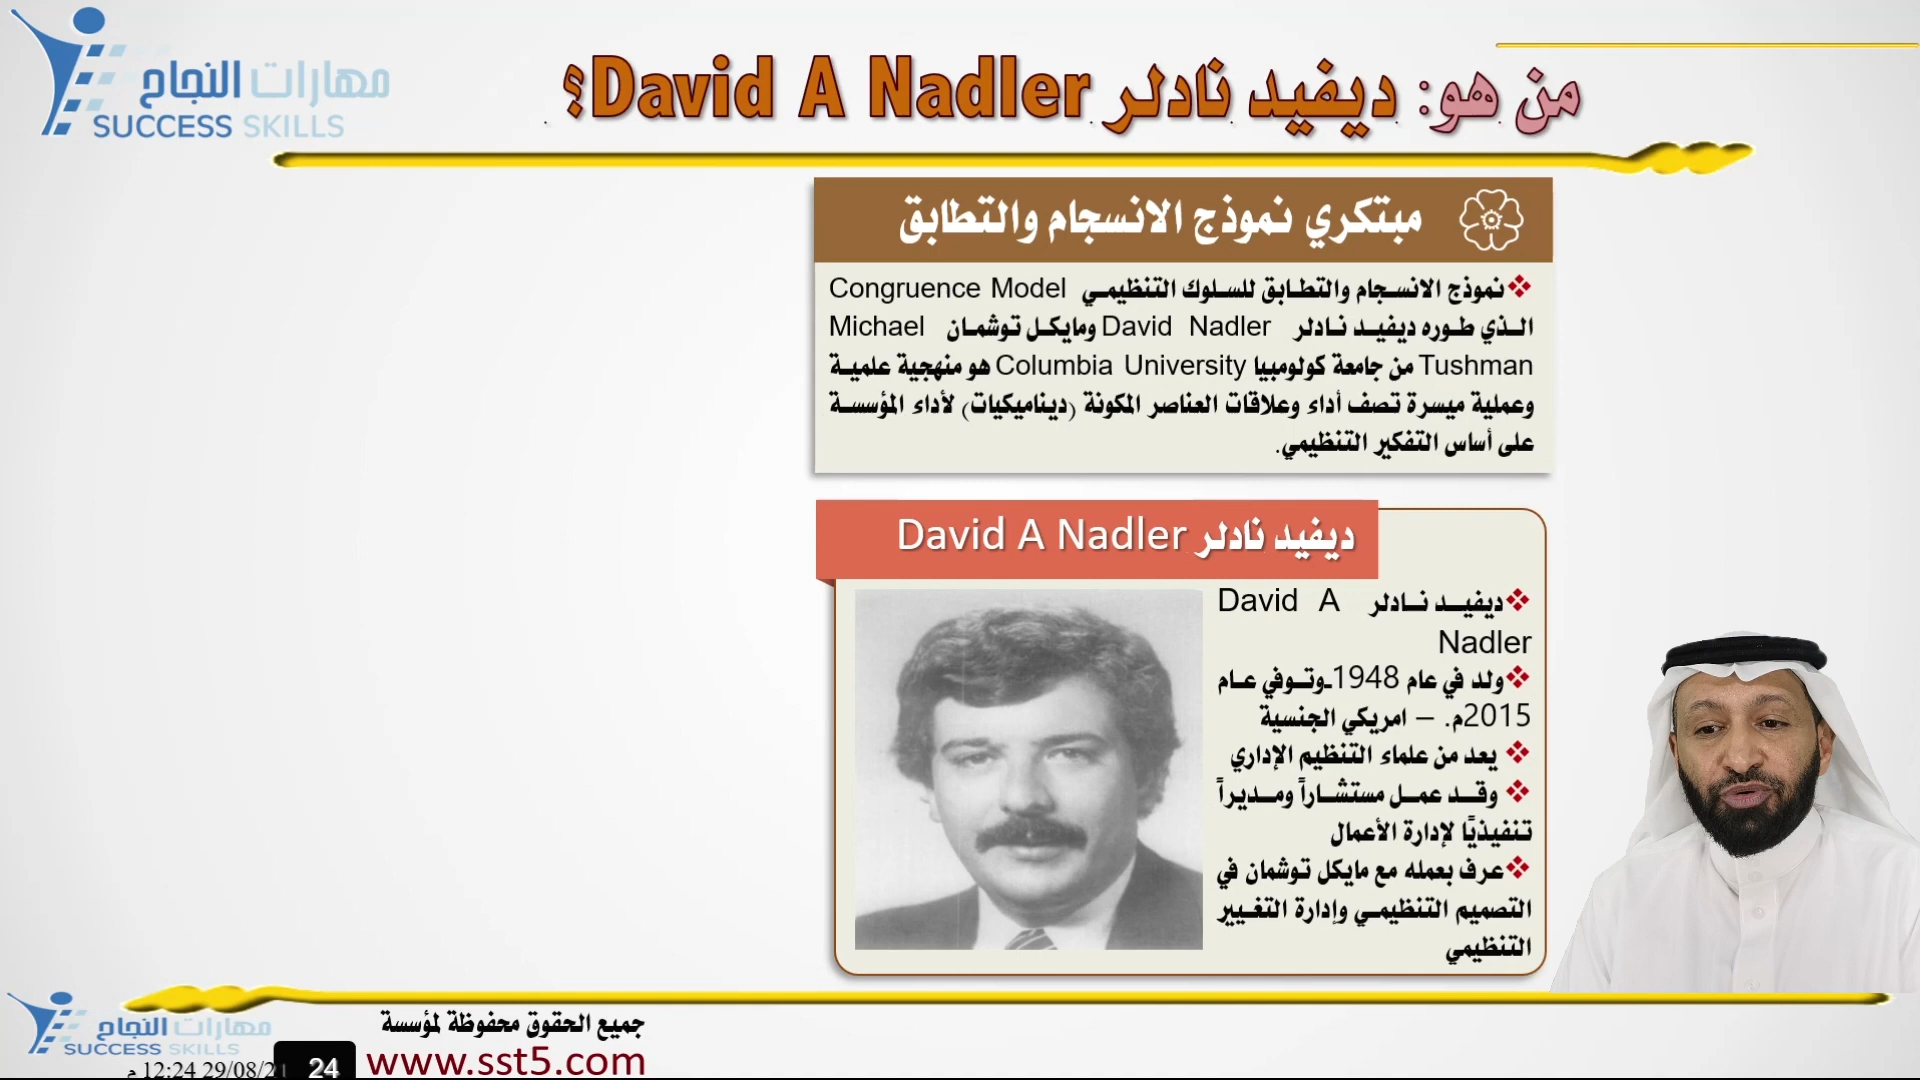 مهارات النجاح
SUCCESS SKILLS
من هو: ديفيد نادلر David A Nadler؟
مبتكري نموذج الانسجام والتطابق
❖نموذج الانسجام والتطابق للسلوك التنظيمي Congruence Model
الذي طوره ديفيد نادلر David Nadler ومايكل توشمان Michael
Tushman من جامعة كولومبيا Columbia University هو منهجية علمية
وعملية ميسرة تصف أداء وعلاقات العناصر المكونة (ديناميكيات) لأداء المؤسسة
على أساس التفكير التنظيمي.
ديفيد نادلر David A Nadler
❖ديفيد نادلر David A
Nadler
❖ولد في عام 1948-وتوفي عام
2015م. – امريكي الجنسية
❖ يعد من علماء التنظيم الإداري
❖ وقد عمل مستشاراً ومديراً
تنفيذيًا لإدارة الأعمال
❖عرف بعمله مع مايكل توشمان في
التصميم التنظيمي وإدارة التغيير
التنظيمي
مهارات النجاح
SUCCESS SKILLS
جميع الحقوق محفوظة لمؤسسة
www.sst5.com
24
12:24 م